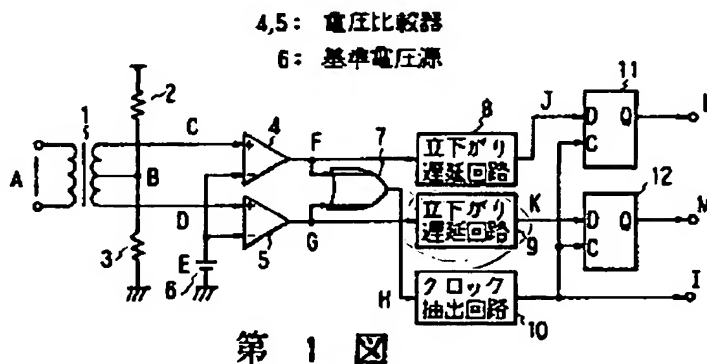 4,5: 電圧比較器
6: 基準電圧源
1
2
3
A
B
C
D
E
6
4
5
F
G
7
H
8
立下がり
遅延回路
J
立下がり
遅延回路
9
K
クロック
抽出回路
10
11
D Q
C
12
D Q
C
M
I
第 1 図